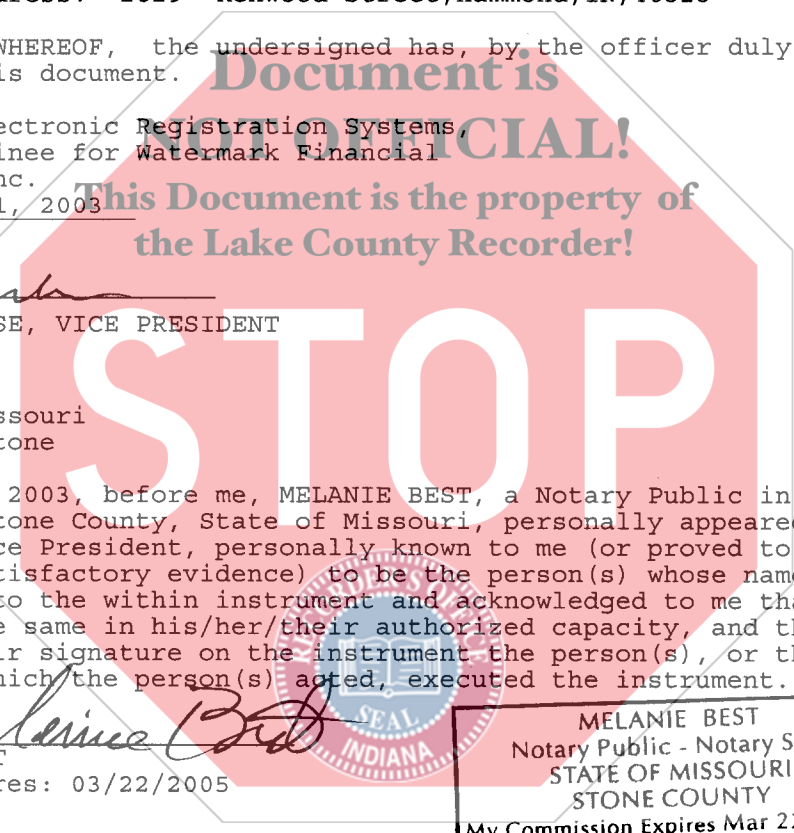 WHEREOF, the undersigned has, by the officer duly
is document.
Document is
NOT OFFICIAL!
This Document is the property of
the Lake County Recorder!
ectronic Registration Systems,
inee for Watermark Financial
nc.
1, 2003
SE, VICE PRESIDENT
STOP
ssouri
tone
2003, before me, MELANIE BEST, a Notary Public in
tone County, State of Missouri, personally appeared
ce President, personally known to me (or proved to
tisfactory evidence) to be the person(s) whose name
to the within instrument and acknowledged to me tha
e same in his/her/their authorized capacity, and th
ir signature on the instrument the person(s), or th
hich the person(s) acted, executed the instrument.
RECORDER'S OFFICE
SEAL
INDIANA
res: 03/22/2005
MELANIE BEST
Notary Public - Notary S
STATE OF MISSOURI
STONE COUNTY
My Commission Expires Mar 22